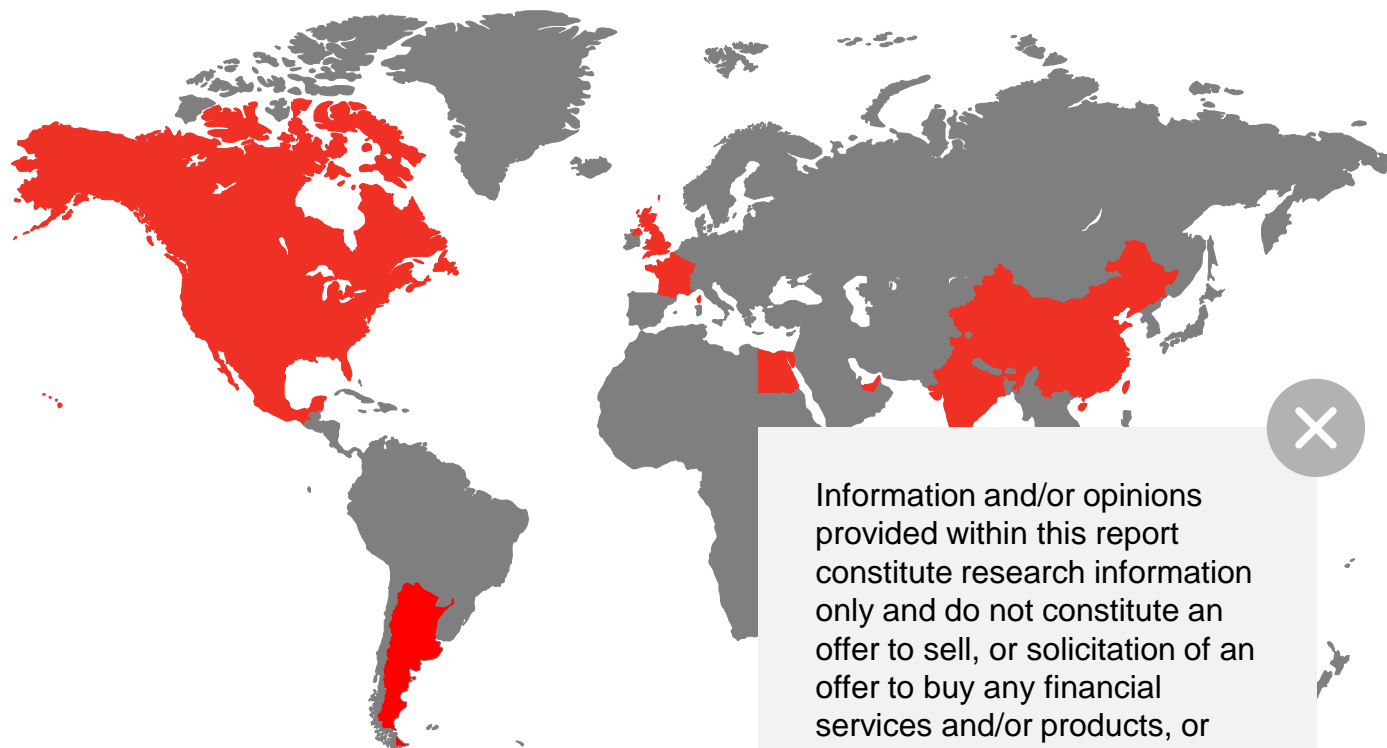 Information and/or opinions
provided within this report
constitute research information
only and do not constitute an
offer to sell, or solicitation of an
offer to buy any financial
services and/or products, or